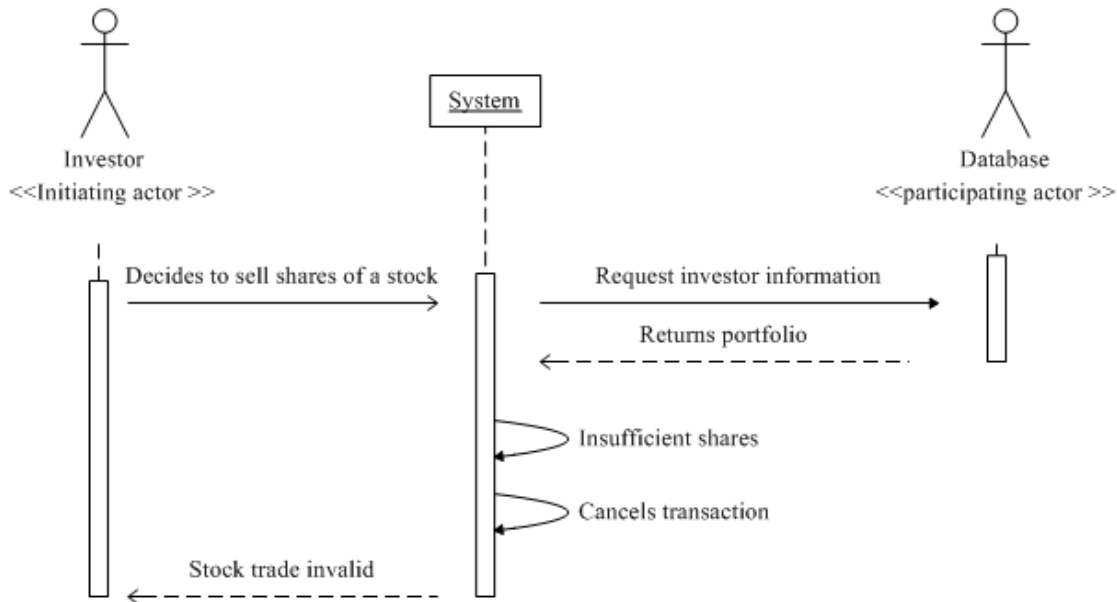 System
Investor
<<Initiating actor >>
Database
<<participating actor >>
Decides to sell shares of a stock
Request investor information
Returns portfolio
Insufficient shares
Cancels transaction
Stock trade invalid